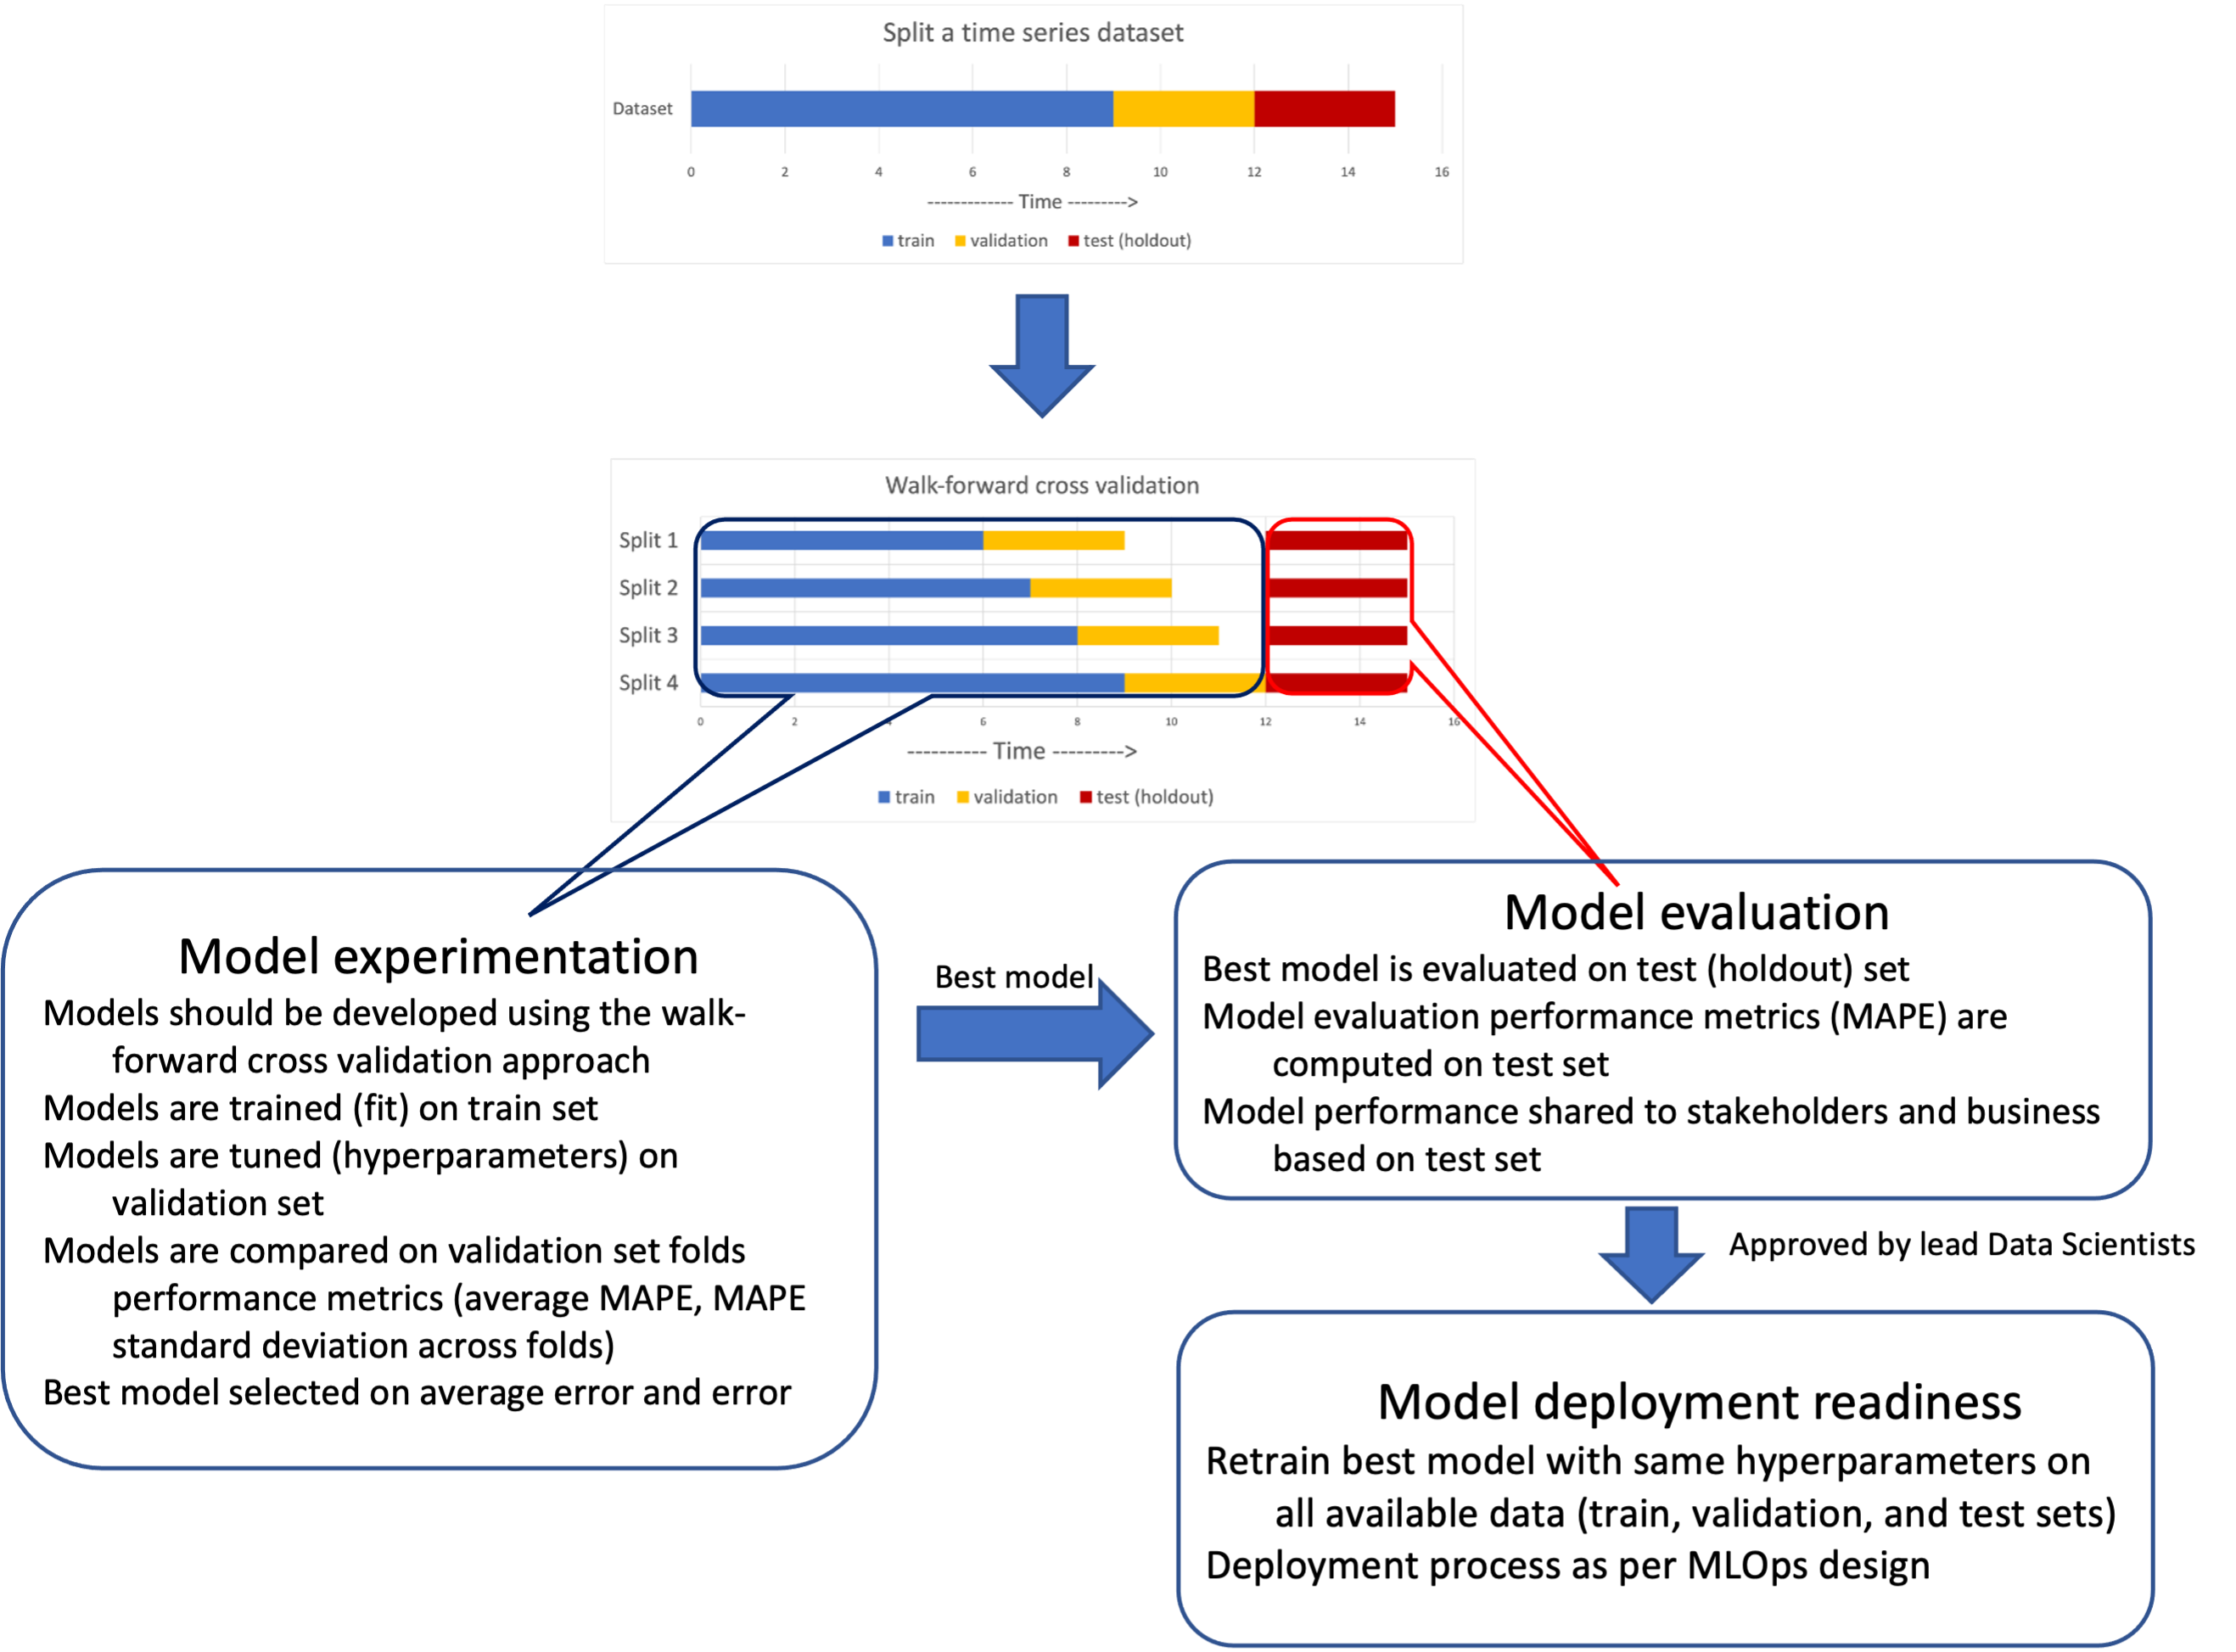 Split a time series dataset
Dataset
0 2 4 6 8 10 12 14 16
------------- Time --------->
train validation test (holdout)
Walk-forward cross validation
Split 1
Split 2
Split 3
Split 4
0 2 4 6 8 10 12 14 16
---------- Time --------->
train validation test (holdout)
Model experimentation
Models should be developed using the walk-
forward cross validation approach
Models are trained (fit) on train set
Models are tuned (hyperparameters) on
validation set
Models are compared on validation set folds
performance metrics (average MAPE, MAPE
standard deviation across folds)
Best model selected on average error and error
Best model
Model evaluation
Best model is evaluated on test (holdout) set
Model evaluation performance metrics (MAPE) are
computed on test set
Model performance shared to stakeholders and business
based on test set
Approved by lead Data Scientists
Model deployment readiness
Retrain best model with same hyperparameters on
all available data (train, validation, and test sets)
Deployment process as per MLOps design